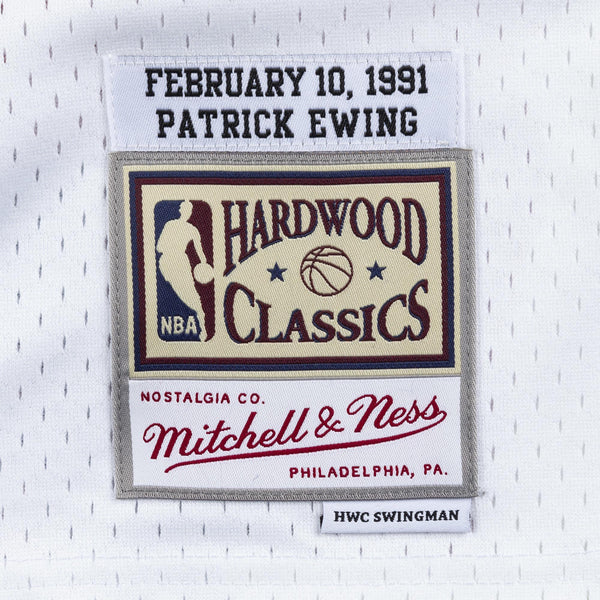 FEBRUARY 10, 1991
PATRICK EWING
HARDWOOD
NBA
CLASSICS
NOSTALGIA CO.
Mitchell & Ness
PHILADELPHIA, PA.
HWC SWINGMAN